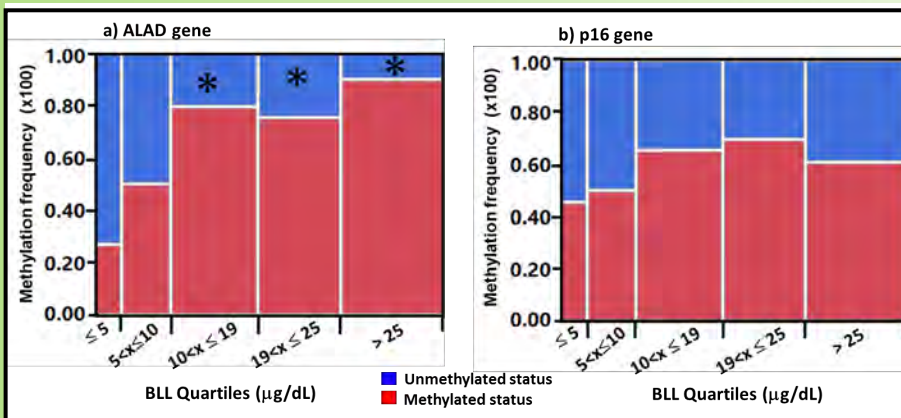 a) ALAD gene
Methylation frequency (x100)
1.00
0.80
0.60
0.40
0.20
0.00
* * *
≤ 5
5<x≤10
10<x ≤ 19
19<x ≤ 25
> 25
BLL Quartiles (μg/dL)
b) p16 gene
Methylation frequency (x100)
1.00
0.80
0.60
0.40
0.20
0.00
≤ 5
5<x≤10
10<x ≤ 19
19<x ≤ 25
> 25
BLL Quartiles (μg/dL)
Unmethylated status
Methylated status